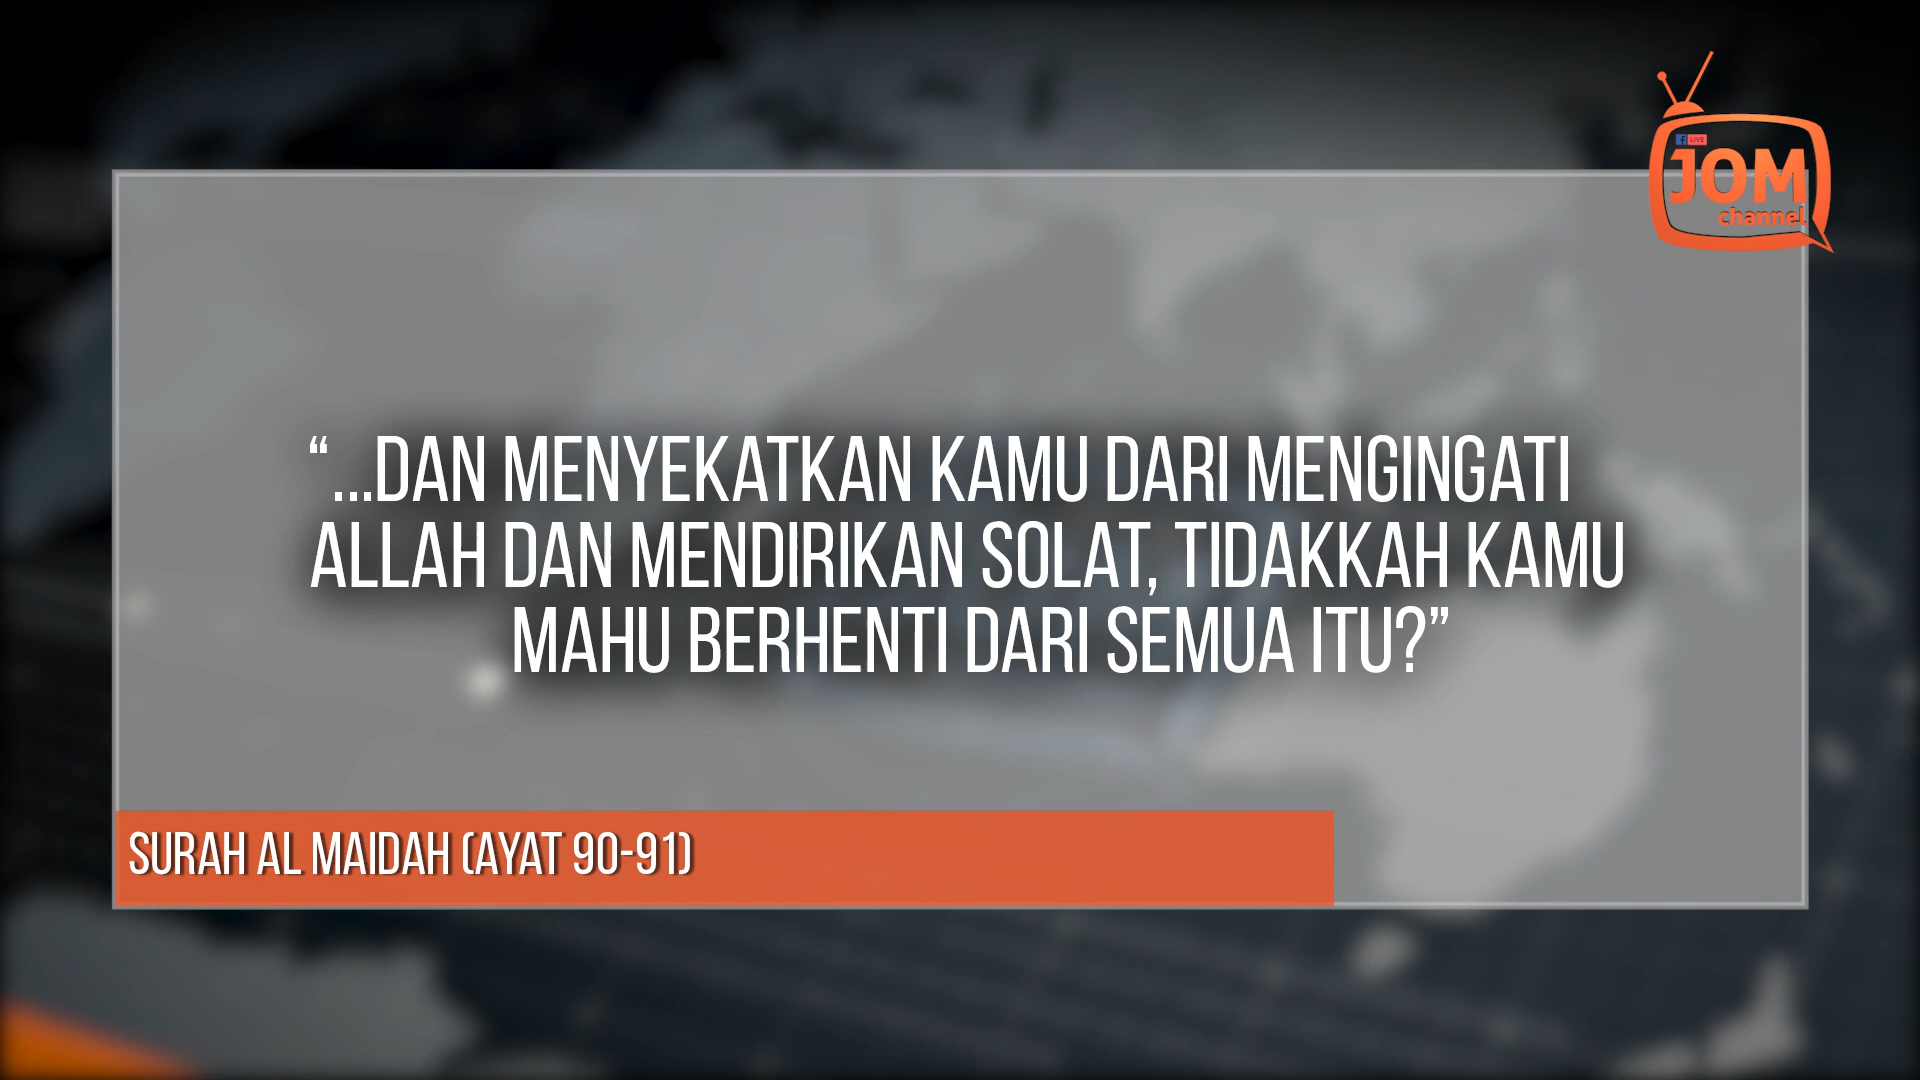 LIVE
JOM
channel
“...DAN MENYEKATKAN KAMU DARI MENGINGATI
ALLAH DAN MENDIRIKAN SOLAT, TIDAKKAH KAMU
MAHU BERHENTI DARI SEMUA ITU?”
SURAH AL MAIDAH (AYAT 90-91)